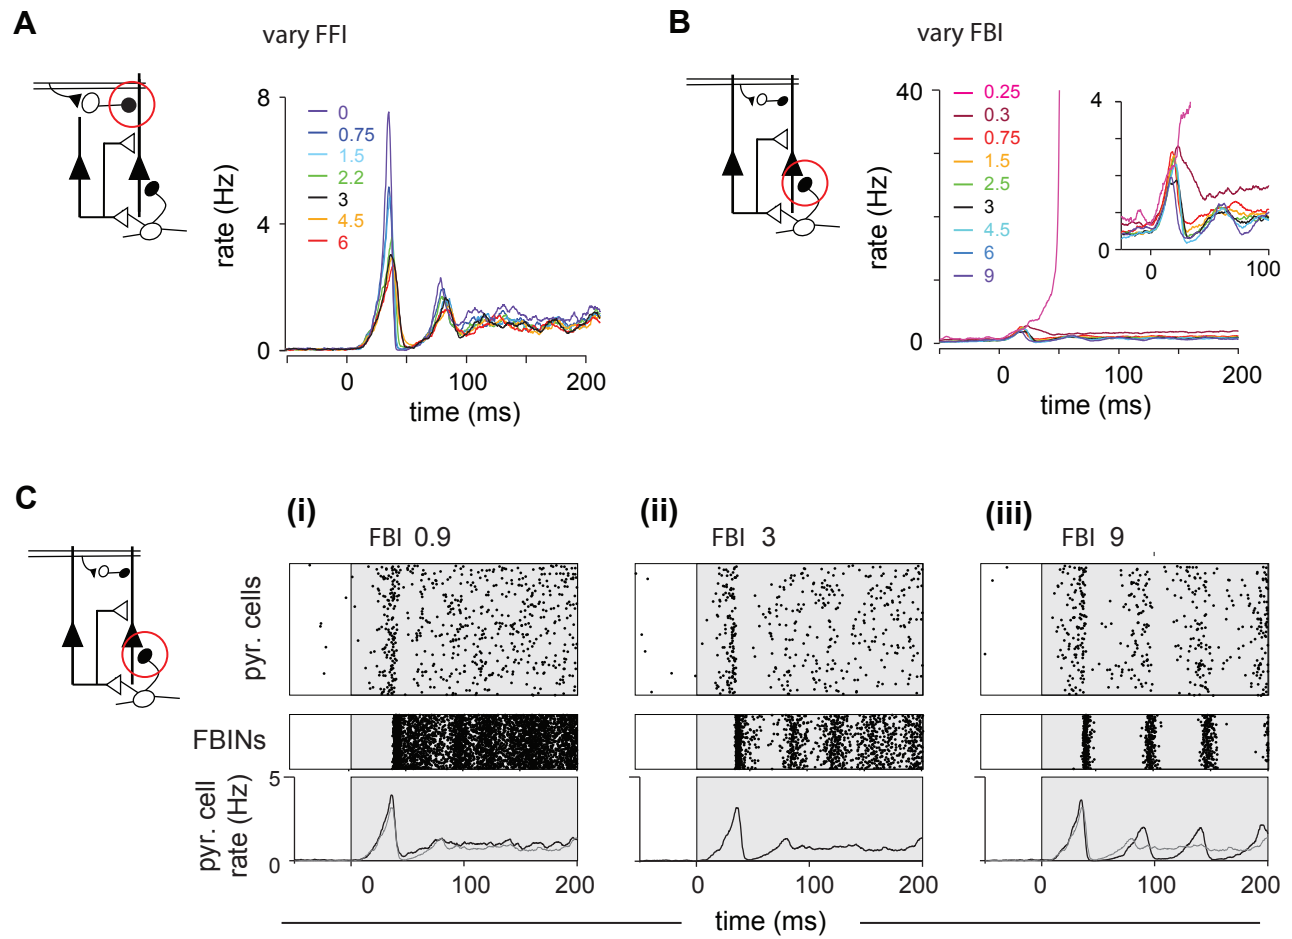 A
vary FFI
8
4
0
rate (Hz)
0
0.75
1.5
2.2
3
4.5
6
0 100 200
time (ms)
B
vary FBI
40
0
rate (Hz)
0.25
0.3
0.75
1.5
2.5
3
4.5
6
9
4
0
0 100
0 100 200
time (ms)
C
(i) (ii) (iii)
FBI 0.9 FBI 3 FBI 9
pyr. cells
FBINs
pyr. cell
rate (Hz)
5
0
0 100 200 0 100 200 0 100 200
time (ms)